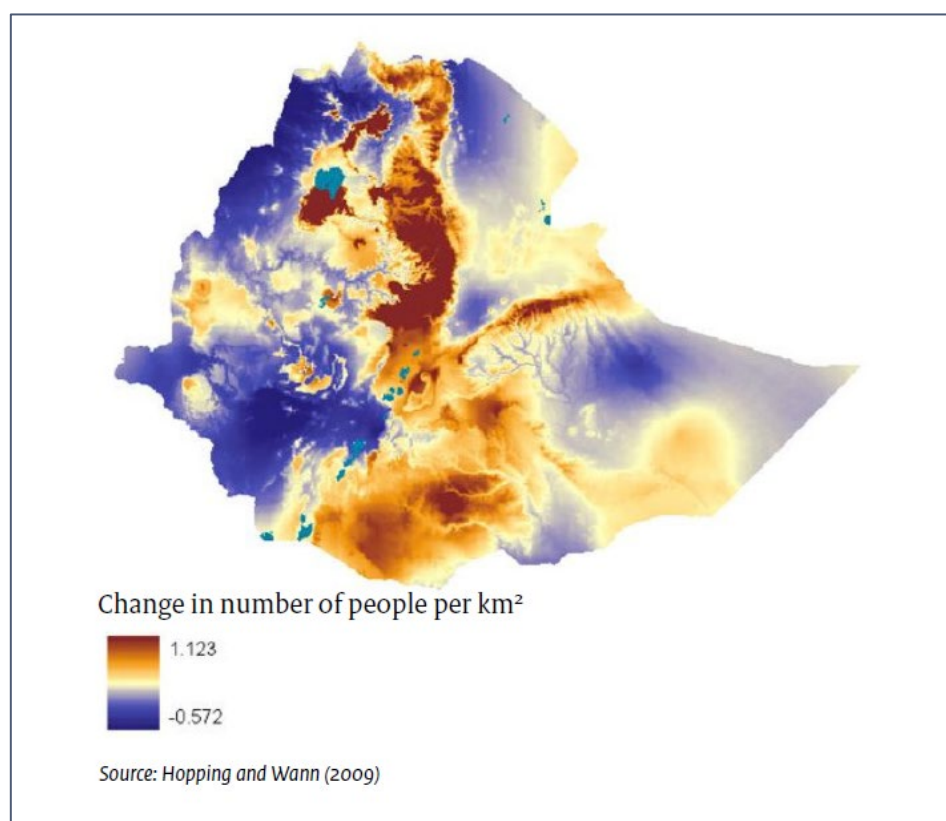 Change in number of people per km²
1.123
-0.572
Source: Hopping and Wann (2009)